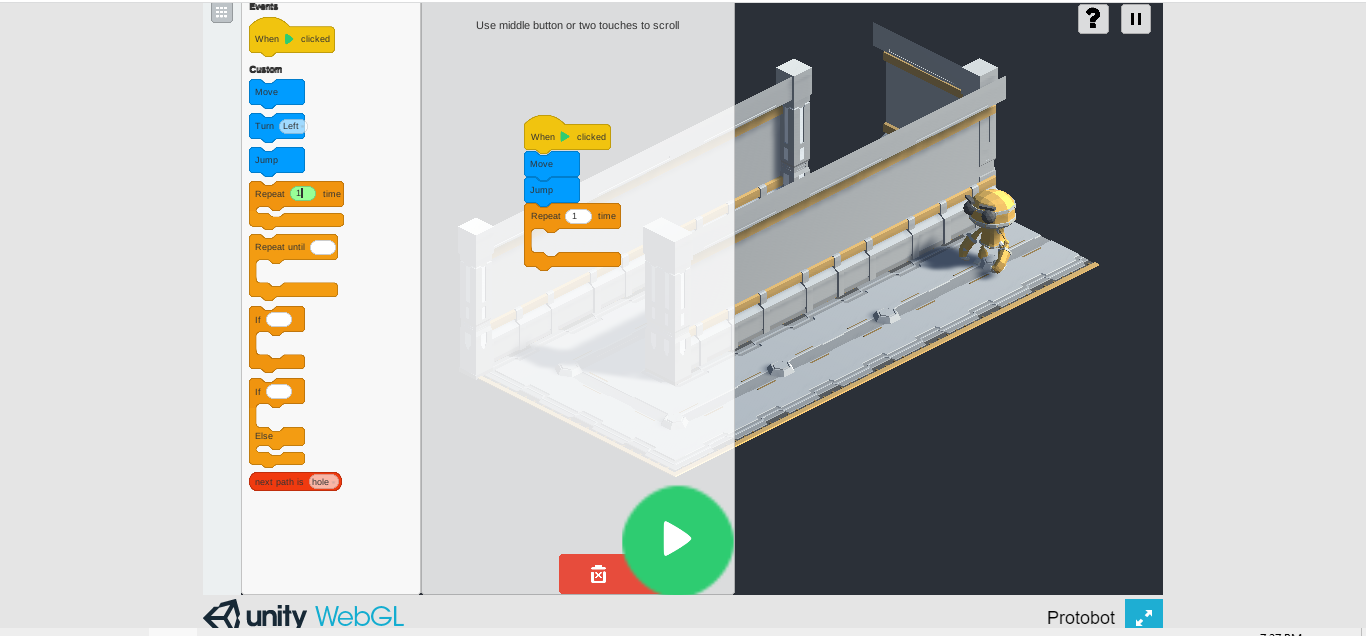 Events
When clicked
Custom
Move
Turn Left
Jump
Repeat 1 time
Repeat until
If
If
Else
next path is hole
Use middle button or two touches to scroll
When clicked
Move
Jump
Repeat 1 time
?
unity WebGL
Protobot